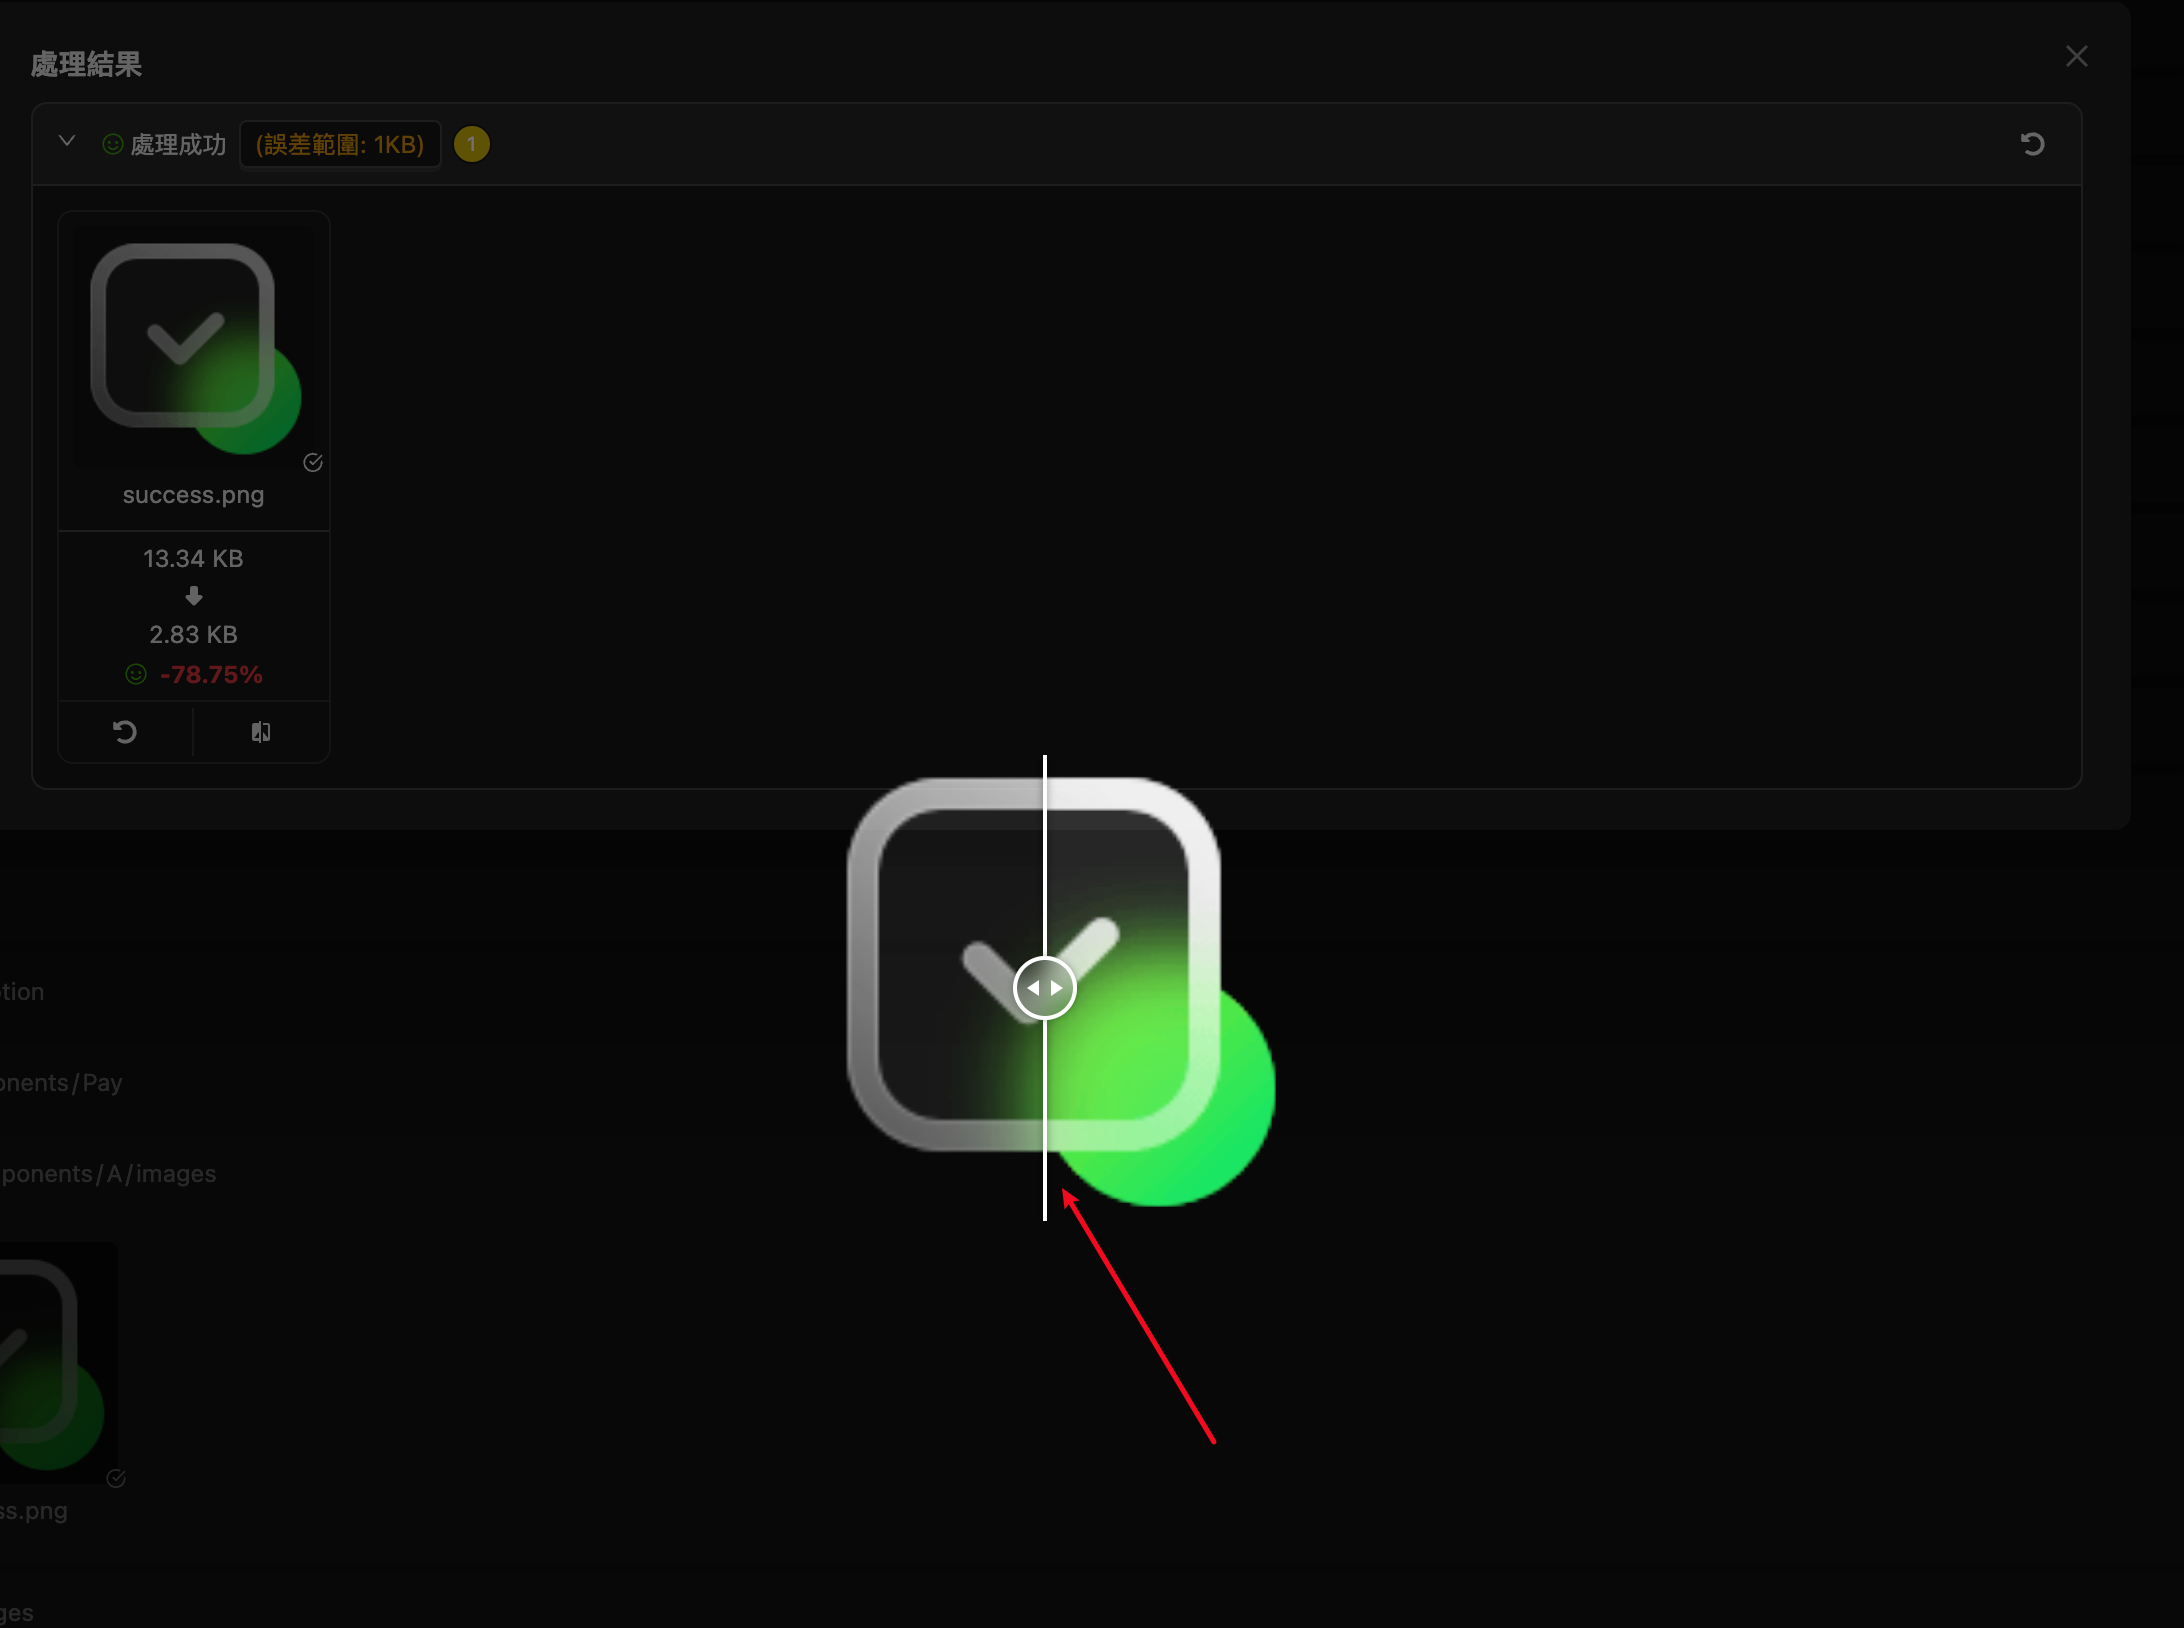 處理結果
處理成功 (誤差範圍: 1KB) 1
success.png
13.34 KB
2.83 KB
-78.75%
tion
onents/Pay
ponents/A/images
ss.png
ges